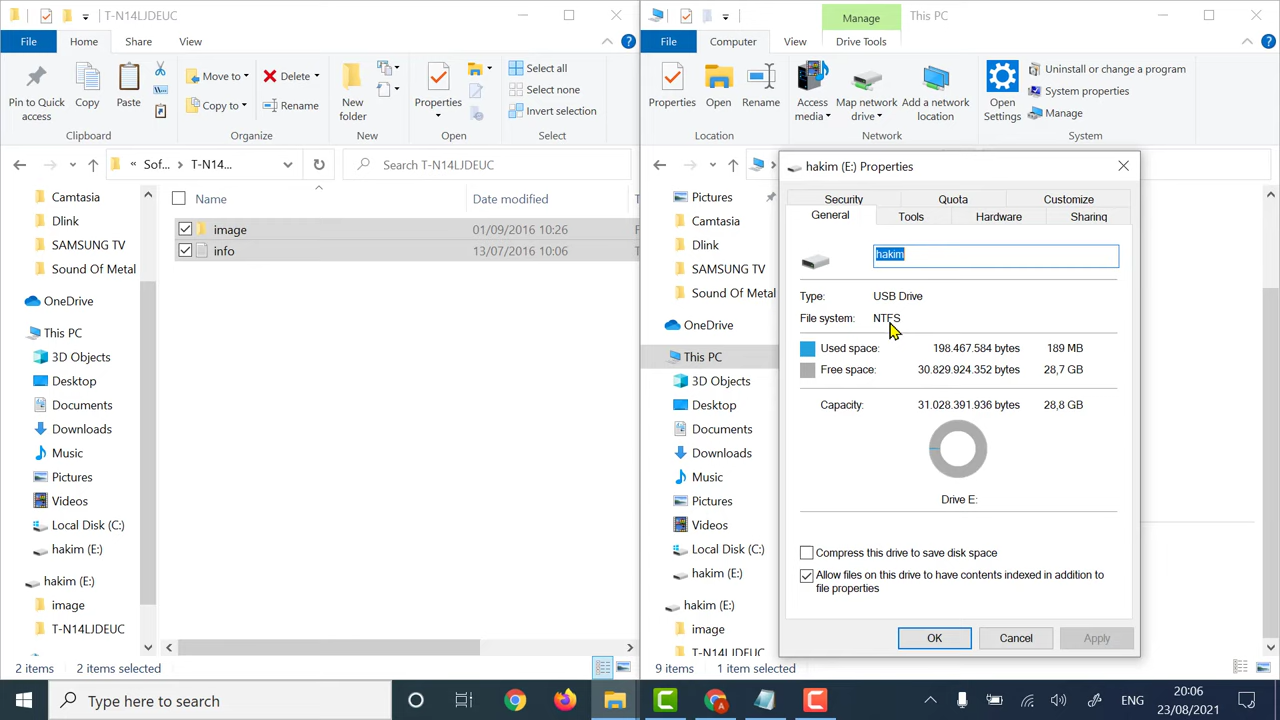 T-N14LJDEUC
File
Home
Share
View
Pin to Quick access
Copy
Paste
Move to
Copy to
Delete
Rename
New folder
Properties
Select all
Select none
Invert selection
Clipboard
Organize
New
Open
Select
« Sof...
T-N14...
Search T-N14LJDEUC
Name
Date modified
T
image
01/09/2016 10:26
F
info
13/07/2016 10:06
T
Camtasia
Dlink
SAMSUNG TV
Sound Of Metal
OneDrive
This PC
3D Objects
Desktop
Documents
Downloads
Music
Pictures
Videos
Local Disk (C:)
hakim (E:)
hakim (E:)
image
T-N14LJDEUC
2 items
2 items selected
Manage
This PC
File
Computer
View
Drive Tools
Properties
Open
Rename
Access media
Map network drive
Add a network location
Open Settings
Uninstall or change a program
System properties
Manage
Location
Network
System
Pictures
Camtasia
Dlink
SAMSUNG TV
Sound Of Metal
OneDrive
This PC
3D Objects
Desktop
Documents
Downloads
Music
Pictures
Videos
Local Disk (C:)
hakim (E:)
hakim (E:)
image
T-N14LJDEUC
9 items
1 item selected
hakim (E:) Properties
Security
Quota
Customize
General
Tools
Hardware
Sharing
hakim
Type:
USB Drive
File system:
NTFS
Used space:
198.467.584 bytes
189 MB
Free space:
30.829.924.352 bytes
28,7 GB
Capacity:
31.028.391.936 bytes
28,8 GB
Drive E:
Compress this drive to save disk space
Allow files on this drive to have contents indexed in addition to
file properties
OK
Cancel
Apply
Type here to search
ENG
20:06
23/08/2021